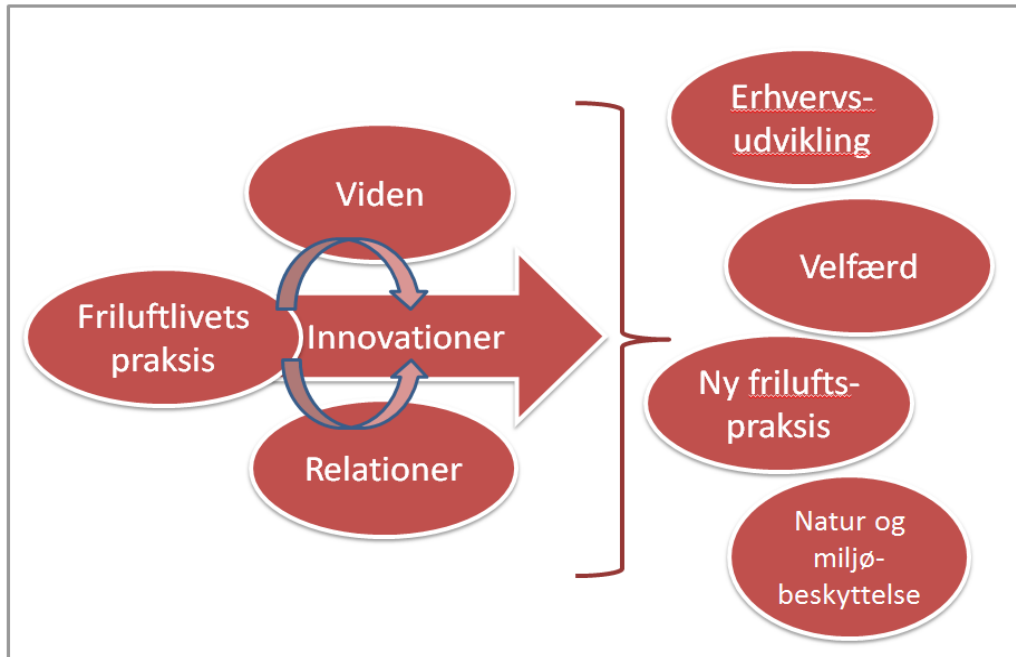 Viden
Friluftlivets
praksis
Innovationer
Relationer
Erhvervs-
udvikling
Velfærd
Ny frilufts-
praksis
Natur og
miljø-
beskyttelse